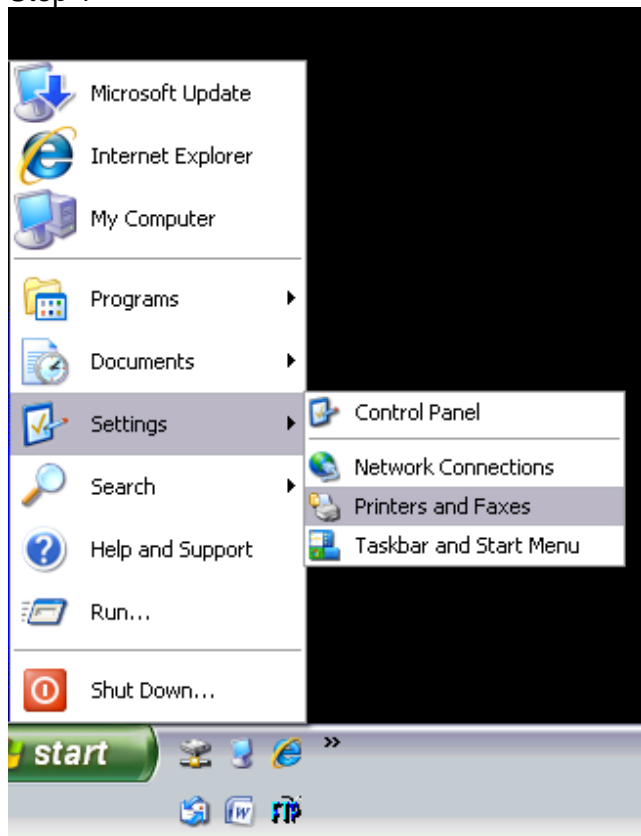 Microsoft Update
Internet Explorer
My Computer
Programs
Documents
Settings
Control Panel
Network Connections
Printers and Faxes
Taskbar and Start Menu
Search
Help and Support
Run...
Shut Down...
start
W
FTP